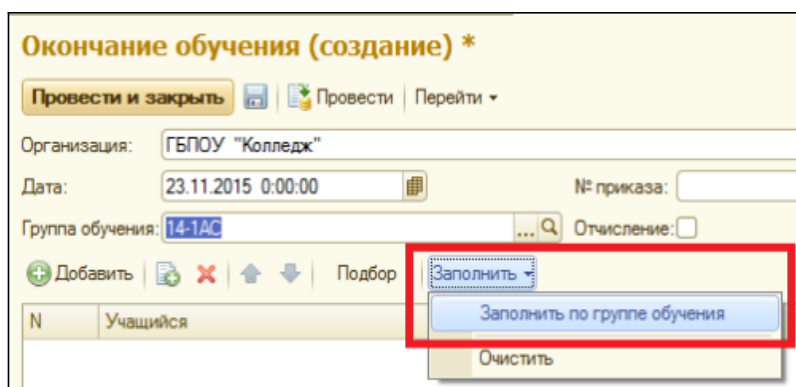 Окончание обучения (создание) *
Провести и закрыть Провести Перейти
Организация: ГБПОУ "Колледж"
Дата: 23.11.2015 0:00:00 № приказа:
Группа обучения: 14-1АС ... Отчисление:
Добавить Подбор Заполнить
N Учащийся Заполнить по группе обучения
Очистить